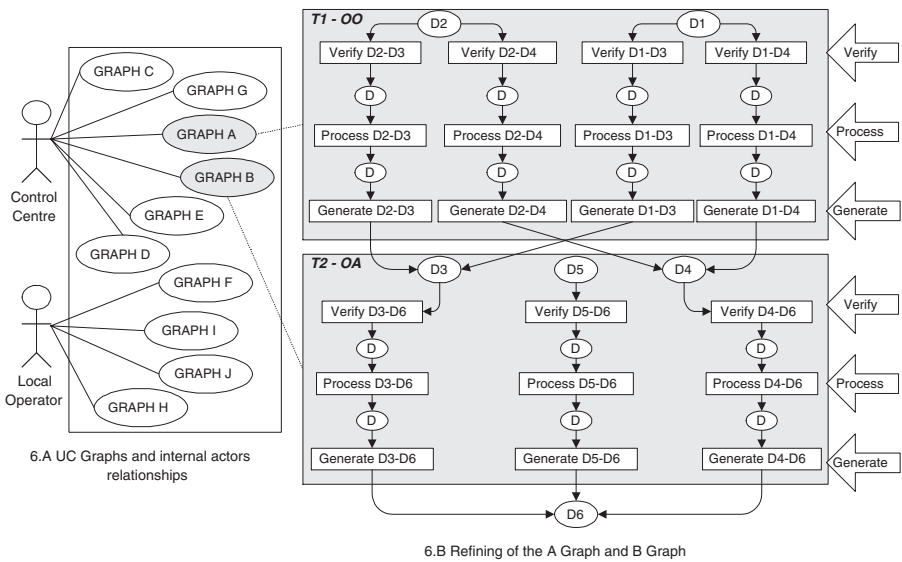 GRAPH C
GRAPH G
GRAPH A
GRAPH B
GRAPH E
GRAPH D
Control
Centre
GRAPH F
GRAPH I
GRAPH J
GRAPH H
Local
Operator
6.A UC Graphs and internal actors
relationships
T1 - OO
D2
D1
Verify D2-D3
Verify D2-D4
Verify D1-D3
Verify D1-D4
Verify
D
D
D
D
Process D2-D3
Process D2-D4
Process D1-D3
Process D1-D4
Process
D
D
D
D
Generate D2-D3
Generate D2-D4
Generate D1-D3
Generate D1-D4
Generate
T2 - OA
D3
D5
D4
Verify D3-D6
Verify D5-D6
Verify D4-D6
Verify
D
D
D
Process D3-D6
Process D5-D6
Process D4-D6
Process
D
D
D
Generate D3-D6
Generate D5-D6
Generate D4-D6
Generate
D6
6.B Refining of the A Graph and B Graph